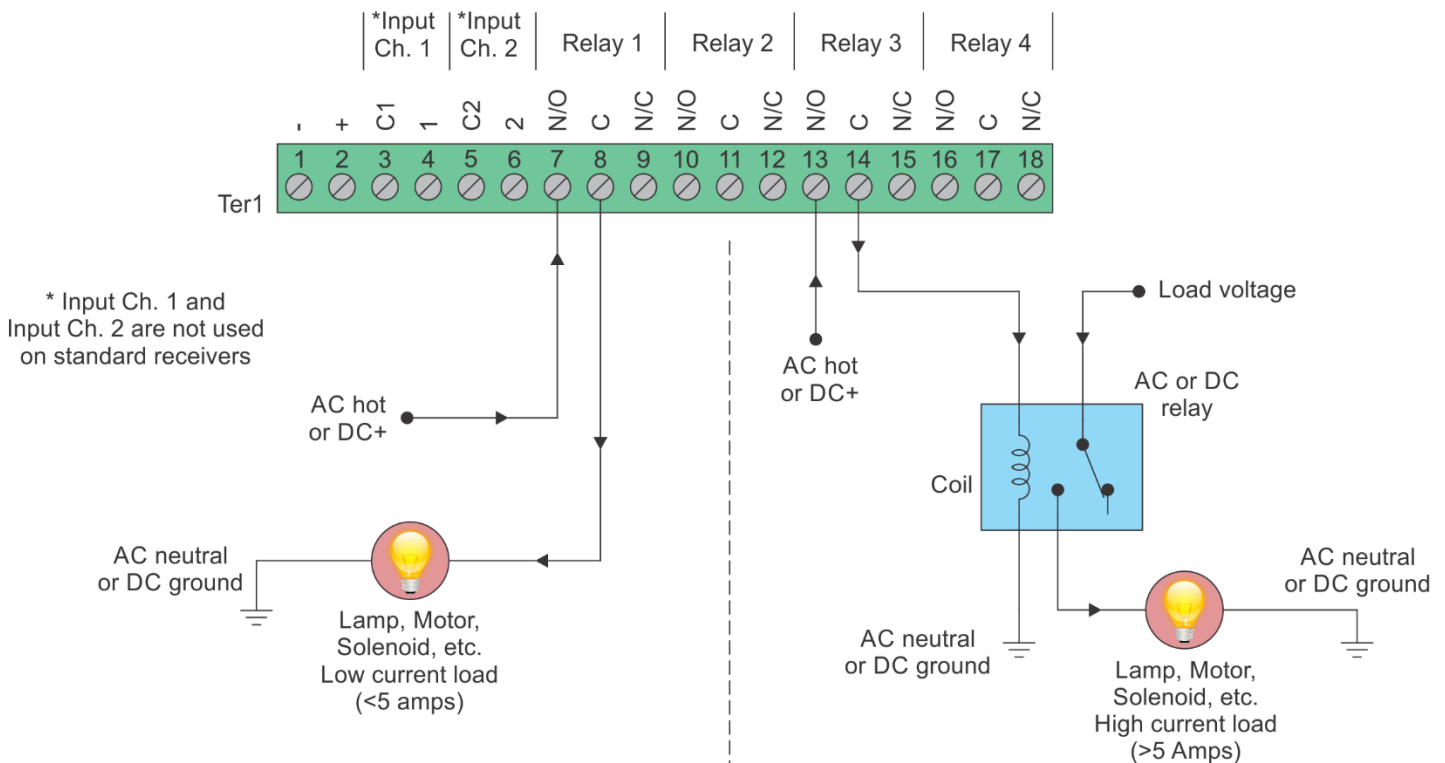 *Input
Ch. 1
*Input
Ch. 2
Relay 1
Relay 2
Relay 3
Relay 4
-
+
C1
1
C2
2
N/O
C
N/C
N/O
C
N/C
N/O
C
N/C
N/O
C
N/C
1 2 3 4 5 6 7 8 9 10 11 12 13 14 15 16 17 18
Ter1
* Input Ch. 1 and
Input Ch. 2 are not used
on standard receivers
AC hot
or DC+
AC neutral
or DC ground
Lamp, Motor,
Solenoid, etc.
Low current load
(<5 amps)
AC hot
or DC+
Load voltage
AC or DC
relay
Coil
AC neutral
or DC ground
AC neutral
or DC ground
Lamp, Motor,
Solenoid, etc.
High current load
(>5 Amps)